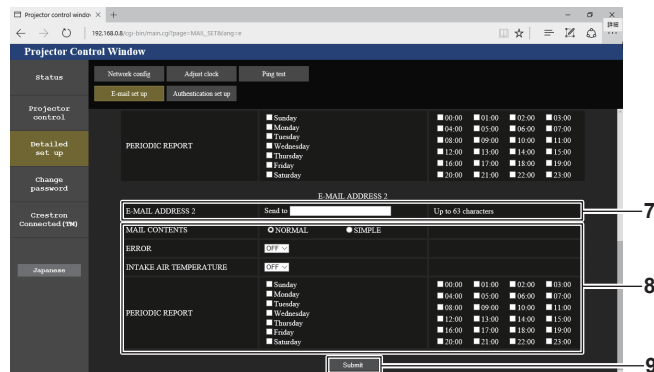 Projector control window × +
詳細
192.168.0.8/cgi-bin/main.cgi?page=MAIL_SET&lang=e
Projector Control Window
Status
Network config Adjust clock Ping test
E-mail set up Authentication set up
Projector
control
Detailed
set up
Change
password
Crestron
Connected(TM)
Japanese
PERIODIC REPORT
Sunday 00:00 01:00 02:00 03:00
Monday 04:00 05:00 06:00 07:00
Tuesday 08:00 09:00 10:00 11:00
Wednesday 12:00 13:00 14:00 15:00
Thursday 16:00 17:00 18:00 19:00
Friday 20:00 21:00 22:00 23:00
Saturday
E-MAIL ADDRESS 2
E-MAIL ADDRESS 2 Send to Up to 63 characters 7
MAIL CONTENTS NORMAL SIMPLE
ERROR OFF
INTAKE AIR TEMPERATURE OFF
8
PERIODIC REPORT
Sunday 00:00 01:00 02:00 03:00
Monday 04:00 05:00 06:00 07:00
Tuesday 08:00 09:00 10:00 11:00
Wednesday 12:00 13:00 14:00 15:00
Thursday 16:00 17:00 18:00 19:00
Friday 20:00 21:00 22:00 23:00
Saturday
Submit 9